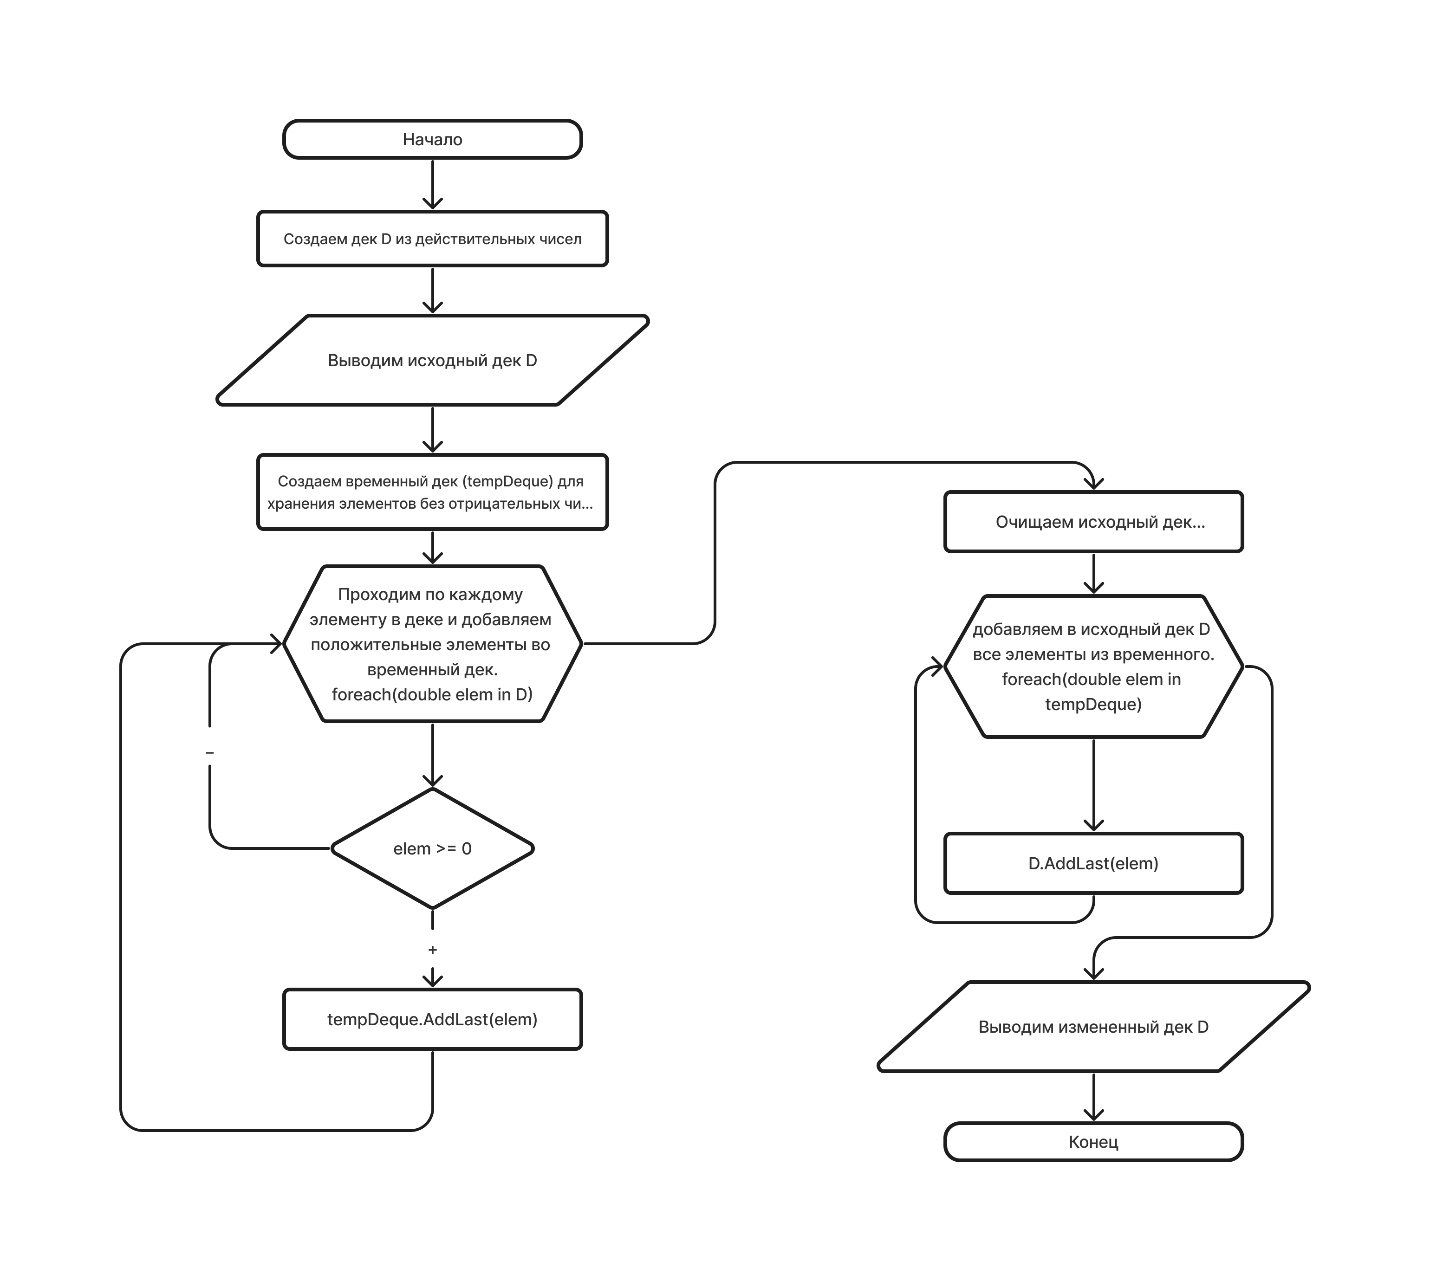 Начало
Создаем дек D из действительных чисел
Выводим исходный дек D
Создаем временный дек (tempDeque) для
хранения элементов без отрицательных чи...
Проходим по каждому
элементу в деке и добавляем
положительные элементы во
временный дек.
foreach(double elem in D)
–
elem >= 0
+
tempDeque.AddLast(elem)
Очищаем исходный дек...
добавляем в исходный дек D
все элементы из временного.
foreach(double elem in
tempDeque)
D.AddLast(elem)
Выводим измененный дек D
Конец